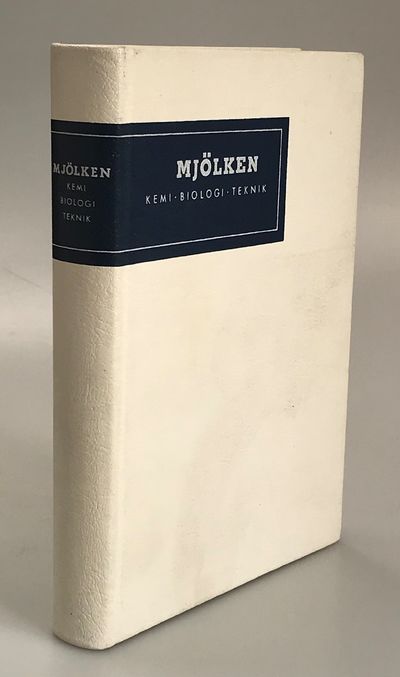 MJÖLKEN
KEMI
BIOLOGI
TEKNIK
MJÖLKEN
KEMI · BIOLOGI · TEKNIK